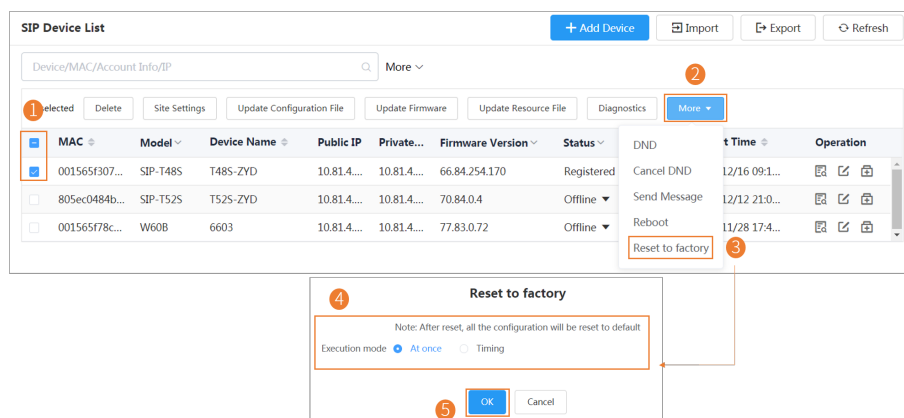 SIP Device List + Add Device Import Export Refresh
Device/MAC/Account Info/IP More
2
1 selected Delete Site Settings Update Configuration File Update Firmware Update Resource File Diagnostics More
MAC Model Device Name Public IP Private... Firmware Version Status t Time Operation
001565f307... SIP-T48S T48S-ZYD 10.81.4.... 10.81.4.... 66.84.254.170 Registered 12/16 09:1...
805ec0484b... SIP-T52S T52S-ZYD 10.81.4.... 10.81.4.... 70.84.0.4 Offline 12/12 21:0...
001565f78c... W60B 6603 10.81.4.... 10.81.4.... 77.83.0.72 Offline 11/28 17:4...
DND
Cancel DND
Send Message
Reboot
Reset to factory 3
4 Reset to factory
Note: After reset, all the configuration will be reset to default
Execution mode At once Timing
5 OK Cancel